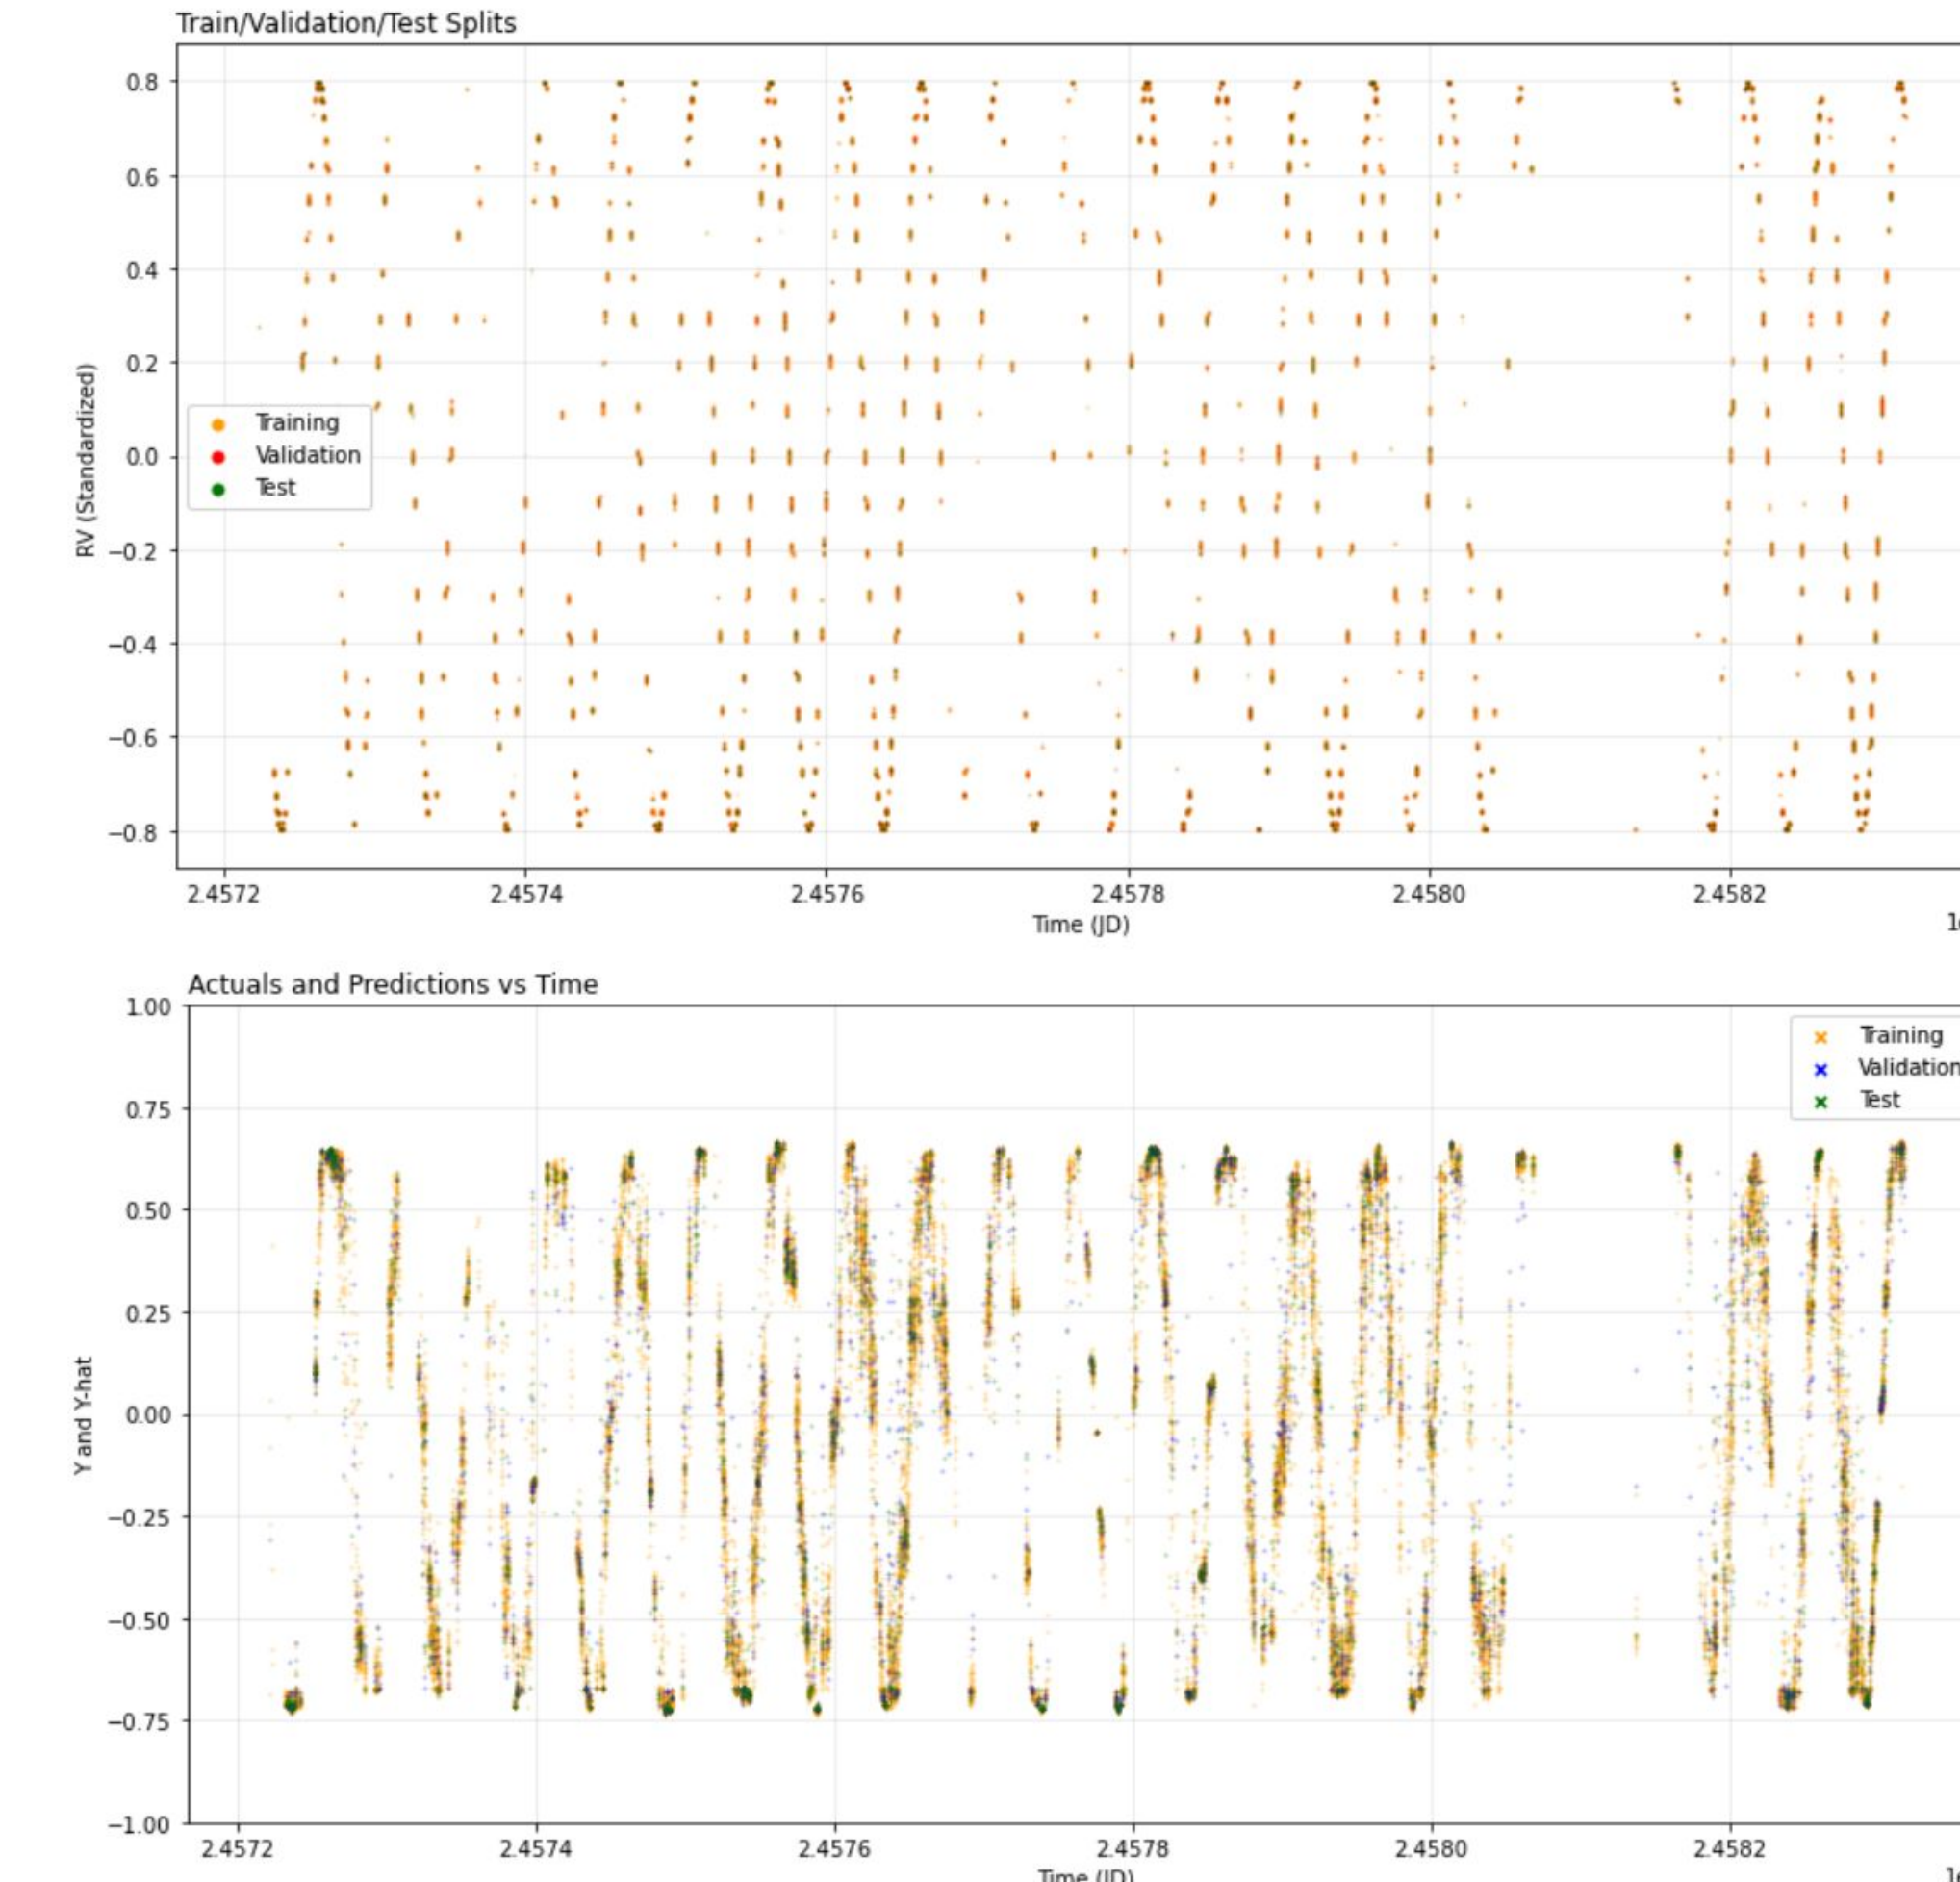 Train/Validation/Test Splits
0.8
0.6
0.4
0.2
0.0
−0.2
−0.4
−0.6
−0.8
RV (Standardized)
Training
Validation
Test
2.4572 2.4574 2.4576 2.4578 2.4580 2.4582
Time (JD)
Actuals and Predictions vs Time
1.00
0.75
0.50
0.25
0.00
−0.25
−0.50
−0.75
−1.00
Y and Y-hat
Training
Validation
Test
2.4572 2.4574 2.4576 2.4578 2.4580 2.4582
Time (JD)